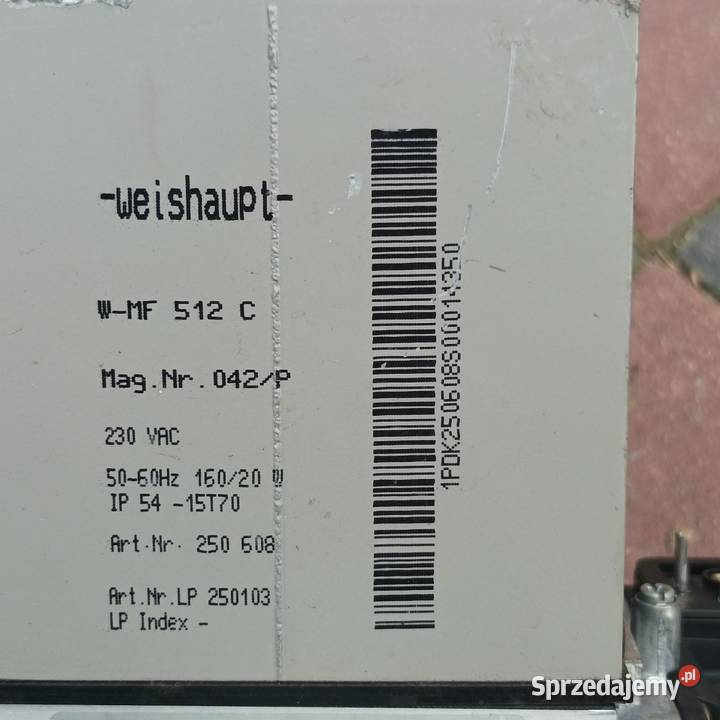 -weishaupt-
W-MF 512 C
Mag.Nr.042/P
230 VAC
50-60Hz 160/20 W
IP 54 -15T70
Art.Nr. 250 608
Art.Nr.LP 250103
LP Index -
1PDK250608S00014350
Sprzedajemy.pl